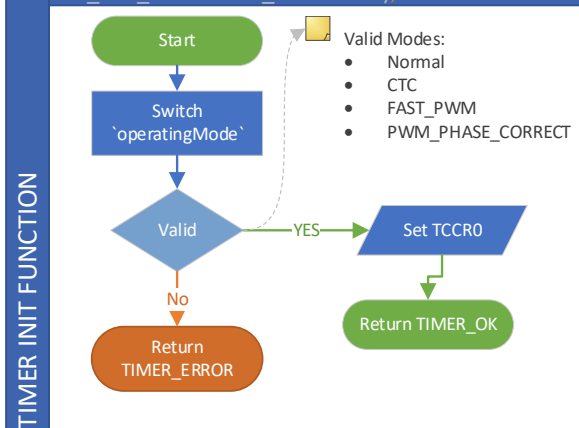 Start
Valid Modes:
• Normal
• CTC
• FAST_PWM
• PWM_PHASE_CORRECT
Switch
`operatingMode`
TIMER INIT FUNCTION
Valid
YES
Set TCCR0
No
Return TIMER_OK
Return
TIMER_ERROR